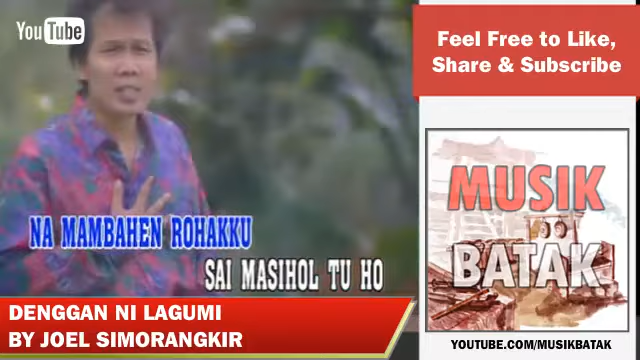 YouTube
Feel Free to Like,
Share & Subscribe
NA MAMBAHEN ROHAKKU
SAI MASIHOL TU HO
MUSIK
BATAK
DENGGAN NI LAGUMI
BY JOEL SIMORANGKIR
YOUTUBE.COM/MUSIKBATAK